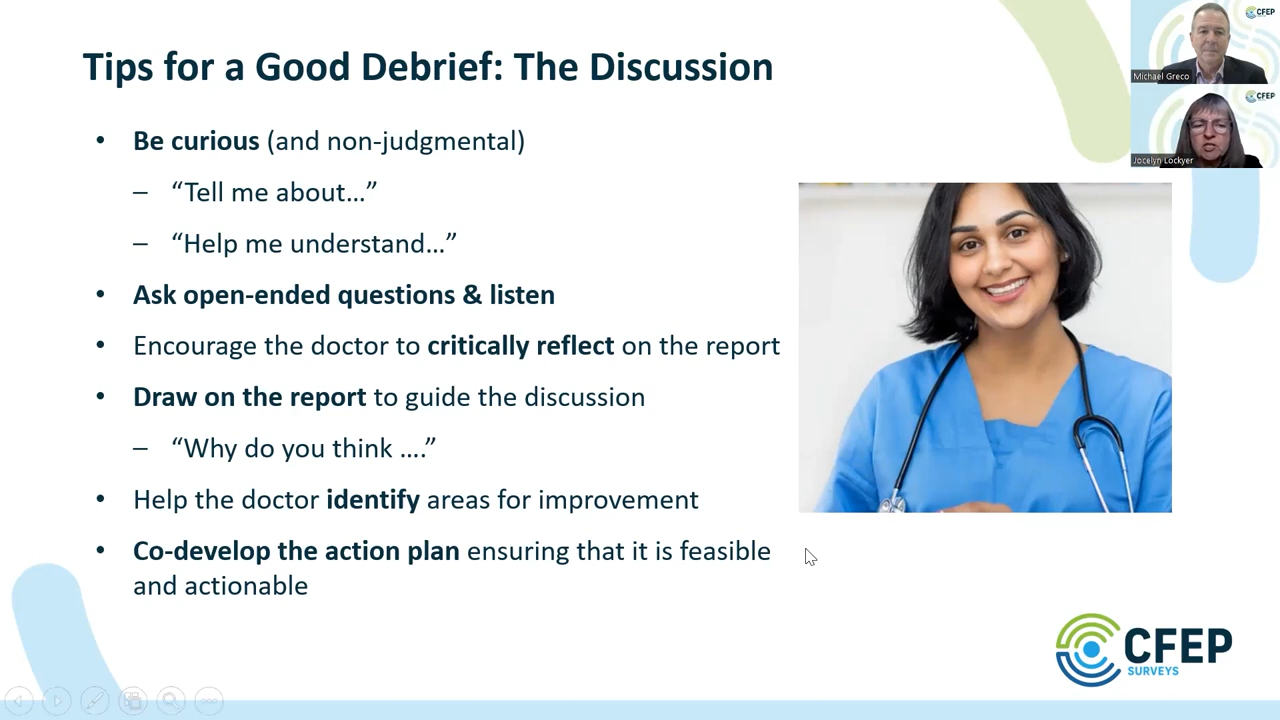 Tips for a Good Debrief: The Discussion
• Be curious (and non-judgmental)
– “Tell me about…”
– “Help me understand…”
• Ask open-ended questions & listen
• Encourage the doctor to critically reflect on the report
• Draw on the report to guide the discussion
– “Why do you think ….”
• Help the doctor identify areas for improvement
• Co-develop the action plan ensuring that it is feasible
and actionable
CFEP
Michael Greco
CFEP
Jocelyn Lockyer
CFEP
SURVEYS